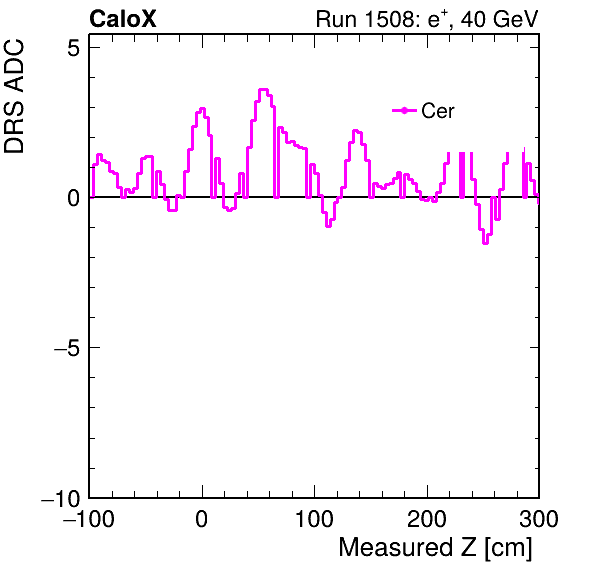 CaloX
Run 1508: e⁺, 40 GeV
DRS ADC
5
Cer
0
−5
−10
−100 0 100 200 300
Measured Z [cm]